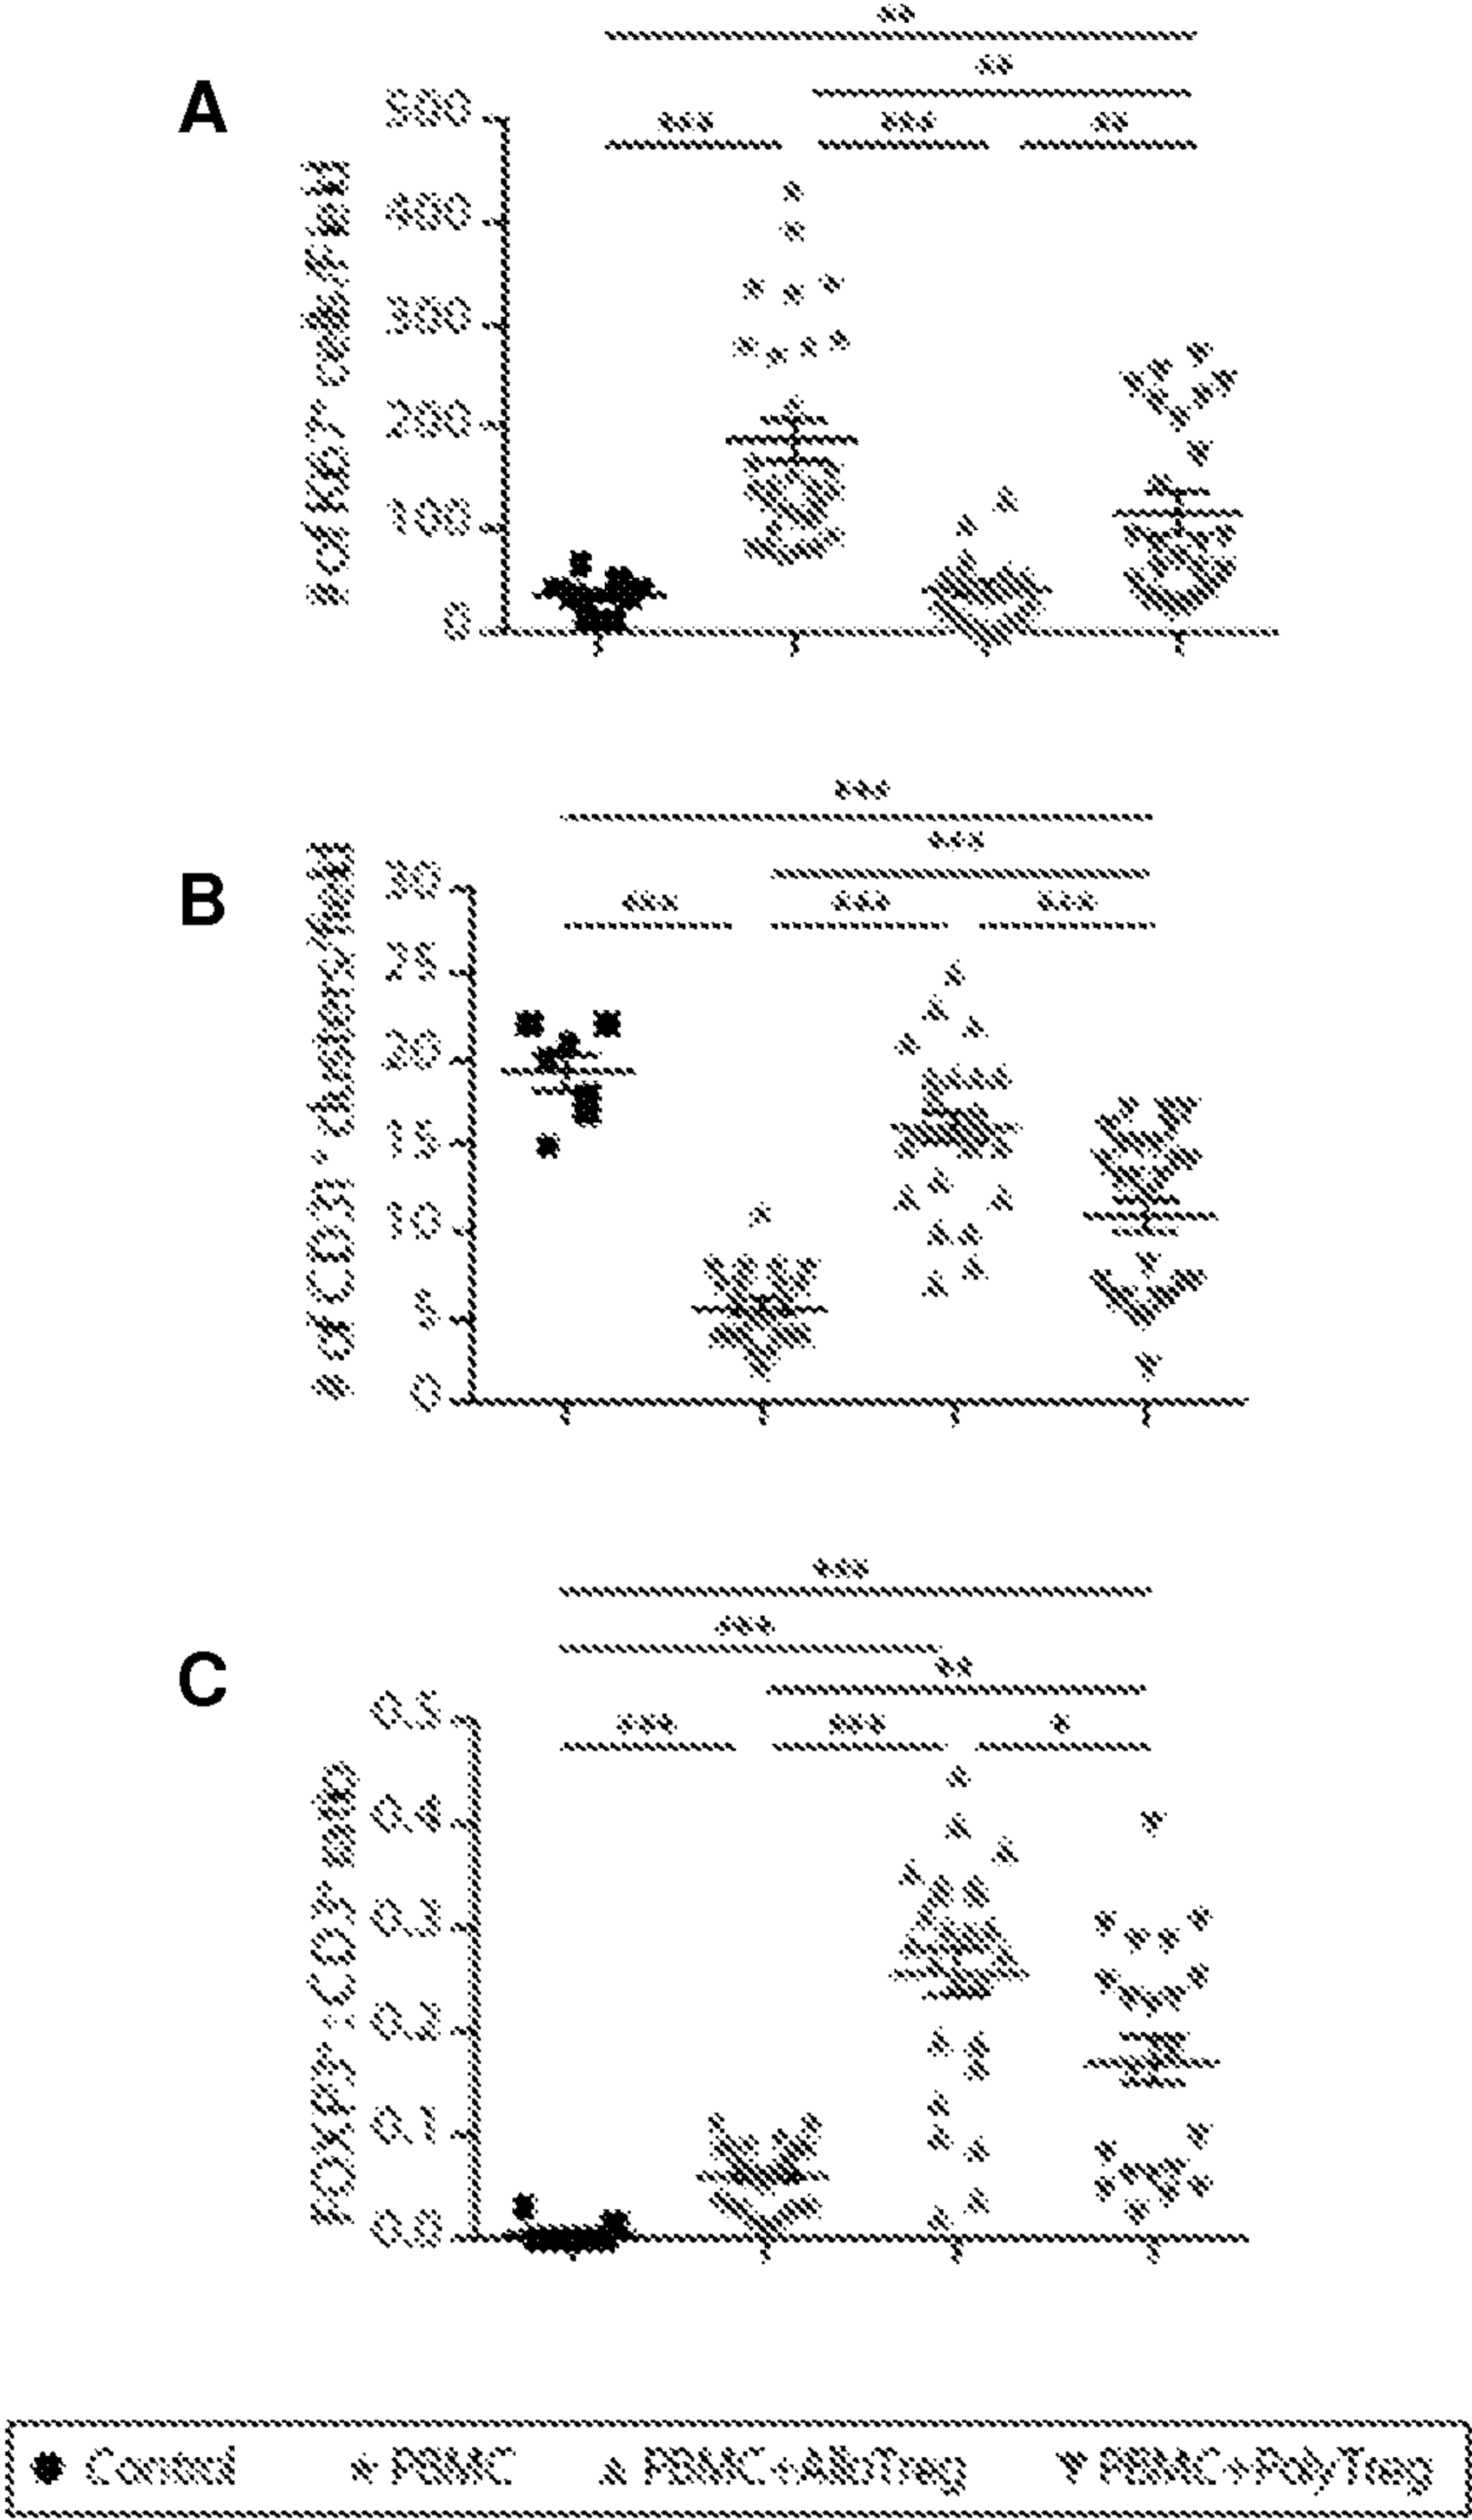 **
**
A
*** *** **
500
400
300
200
100
0
# of Ki67⁺ cells/field
***
***
B
*** *** ***
30
25
20
15
10
5
0
# of CD31⁺ clusters/field
***
***
**
C
*** *** *
0.5
0.4
0.3
0.2
0.1
0.0
FOXP3⁺:CD3⁺ ratio
Control PBMC PBMC+AlloTreg PBMC+PolyTreg